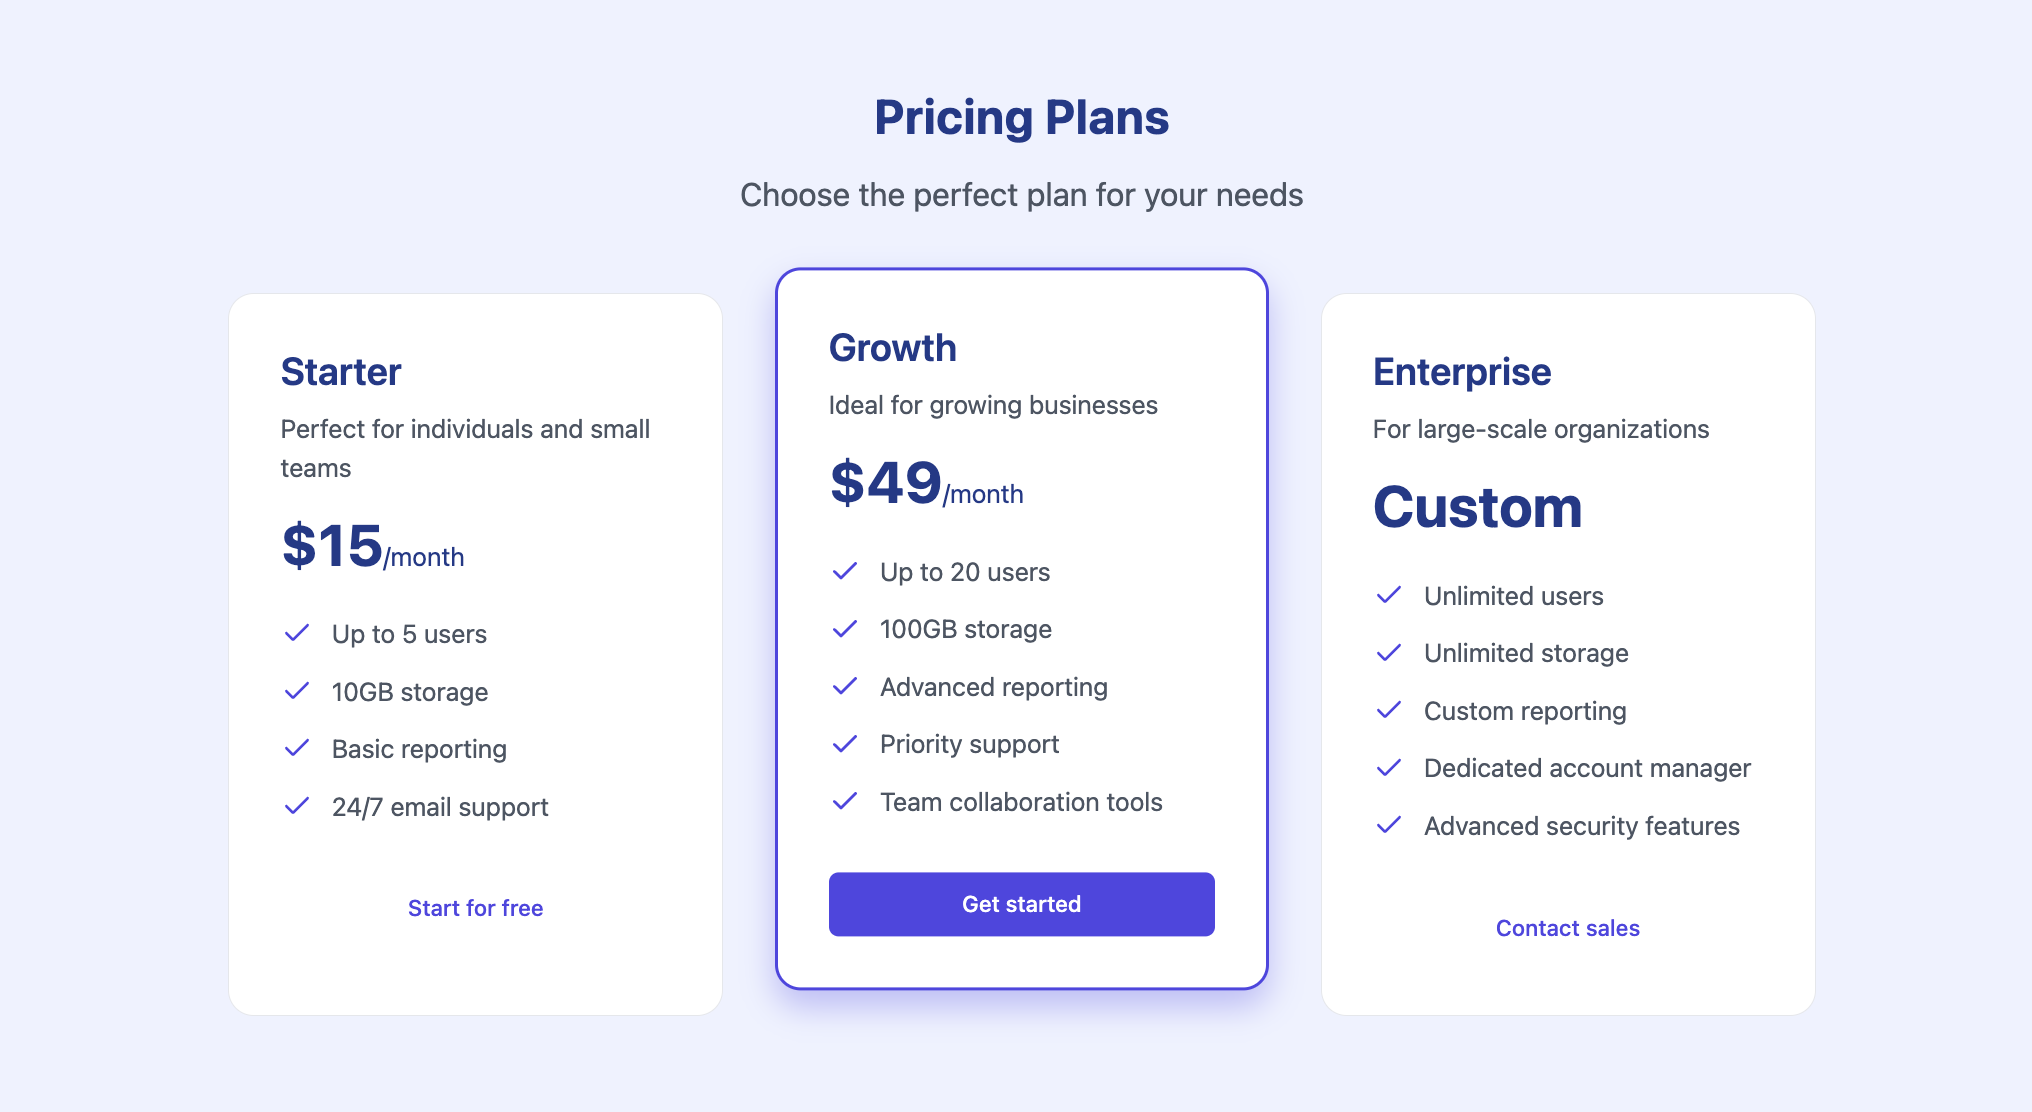 Pricing Plans
Choose the perfect plan for your needs
Starter
Perfect for individuals and small
teams
$15/month
Up to 5 users
10GB storage
Basic reporting
24/7 email support
Start for free
Growth
Ideal for growing businesses
$49/month
Up to 20 users
100GB storage
Advanced reporting
Priority support
Team collaboration tools
Get started
Enterprise
For large-scale organizations
Custom
Unlimited users
Unlimited storage
Custom reporting
Dedicated account manager
Advanced security features
Contact sales